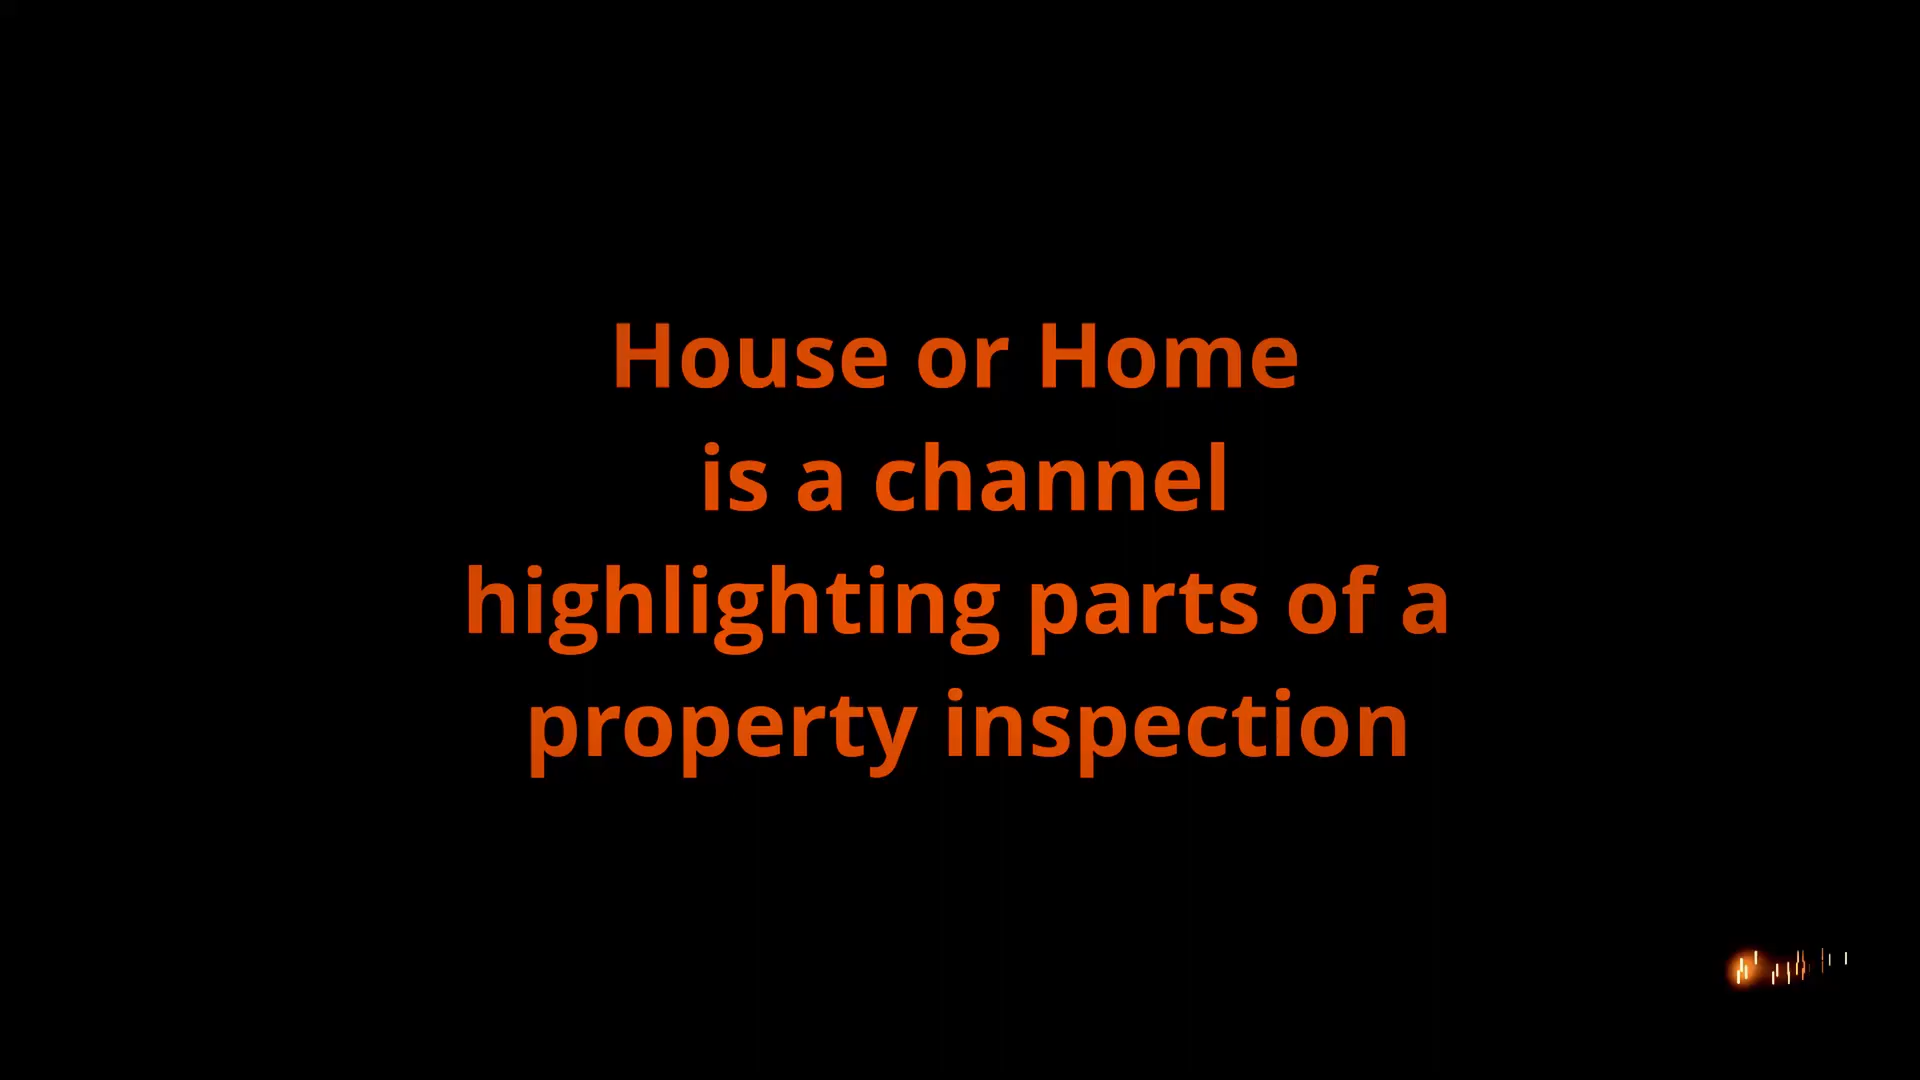 House or Home
is a channel
highlighting parts of a
property inspection